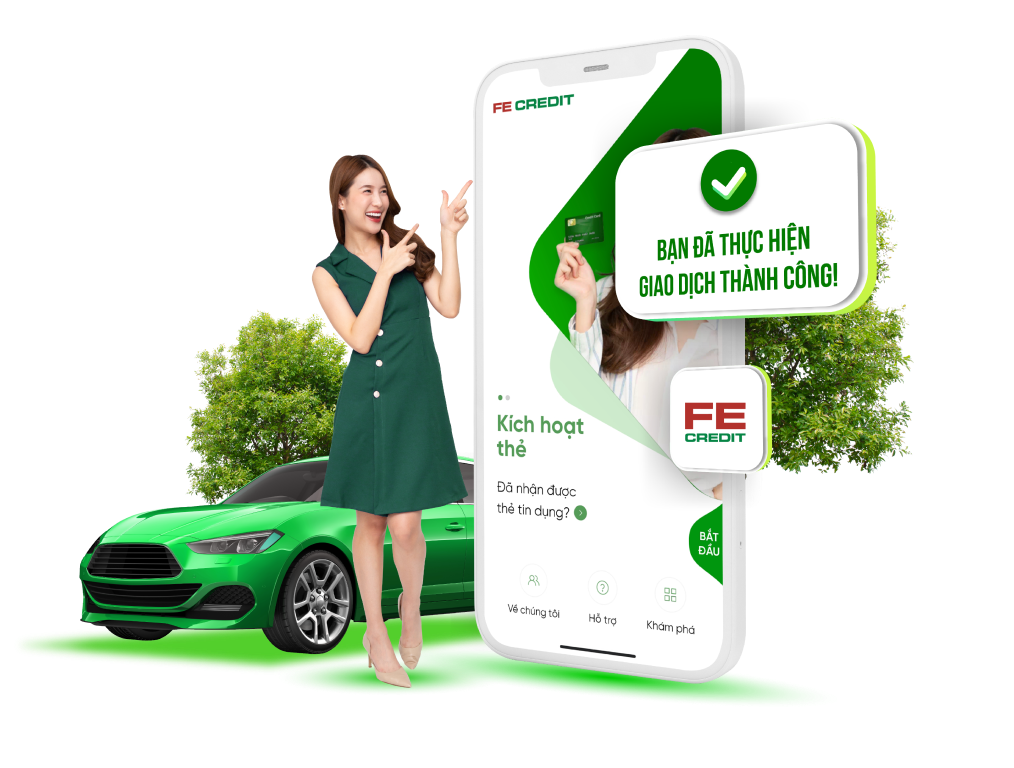 FE CREDIT
BẠN ĐÃ THỰC HIỆN
GIAO DỊCH THÀNH CÔNG!
FE
CREDIT
Kích hoạt
thẻ
Đã nhận được
thẻ tín dụng?
BẮT
ĐẦU
Về chúng tôi
Hỗ trợ
Khám phá